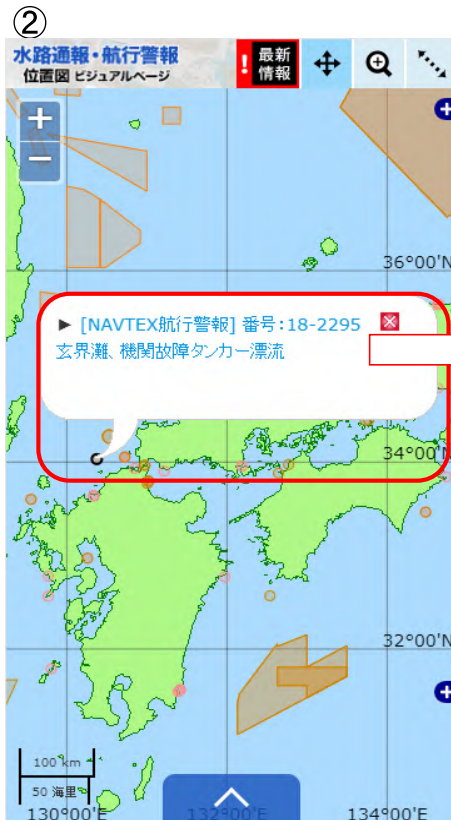 ②
水路通報・航行警報
位置図 ビジュアルページ
! 最新
情報
+
−
36°00'N
▶ [NAVTEX航行警報] 番号:18-2295
玄界灘、機関故障タンカー漂流
34°00'N
32°00'N
100 km
50 海里
130°00'E 132°00'E 134°00'E